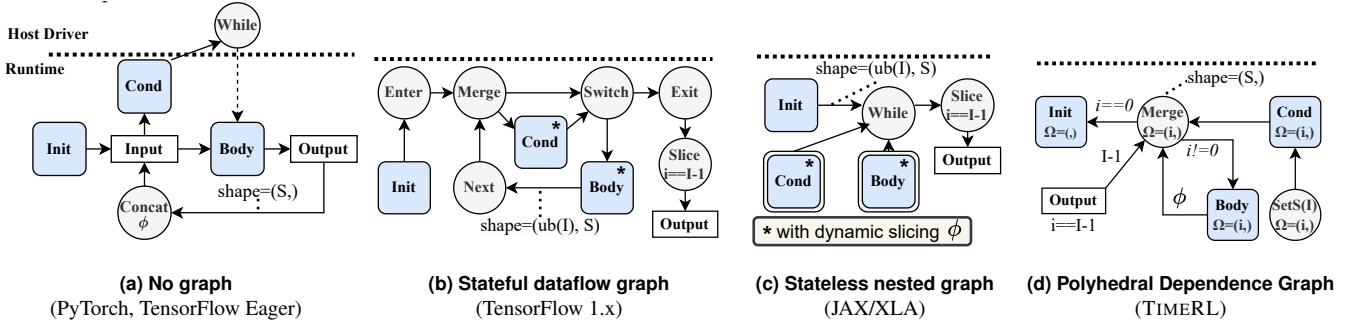 Host Driver
Runtime
While
Cond
Init
Input
Body
Output
shape=(S,)
Concat
ϕ
(a) No graph
(PyTorch, TensorFlow Eager)
Enter
Merge
Switch
Exit
Cond *
Slice
i==I-1
Init
Next
Body *
Output
shape=(ub(I), S)
(b) Stateful dataflow graph
(TensorFlow 1.x)
shape=(ub(I), S)
Init
While
Slice
i==I-1
Output
Cond *
Body *
* with dynamic slicing ϕ
(c) Stateless nested graph
(JAX/XLA)
shape=(S,)
Init
Ω=(,)
i==0
Merge
Ω=(i,)
Cond
Ω=(i,)
I-1
i!=0
Output
i==I-1
ϕ
Body
Ω=(i,)
SetS(I)
Ω=(i,)
(d) Polyhedral Dependence Graph
(TIMERL)